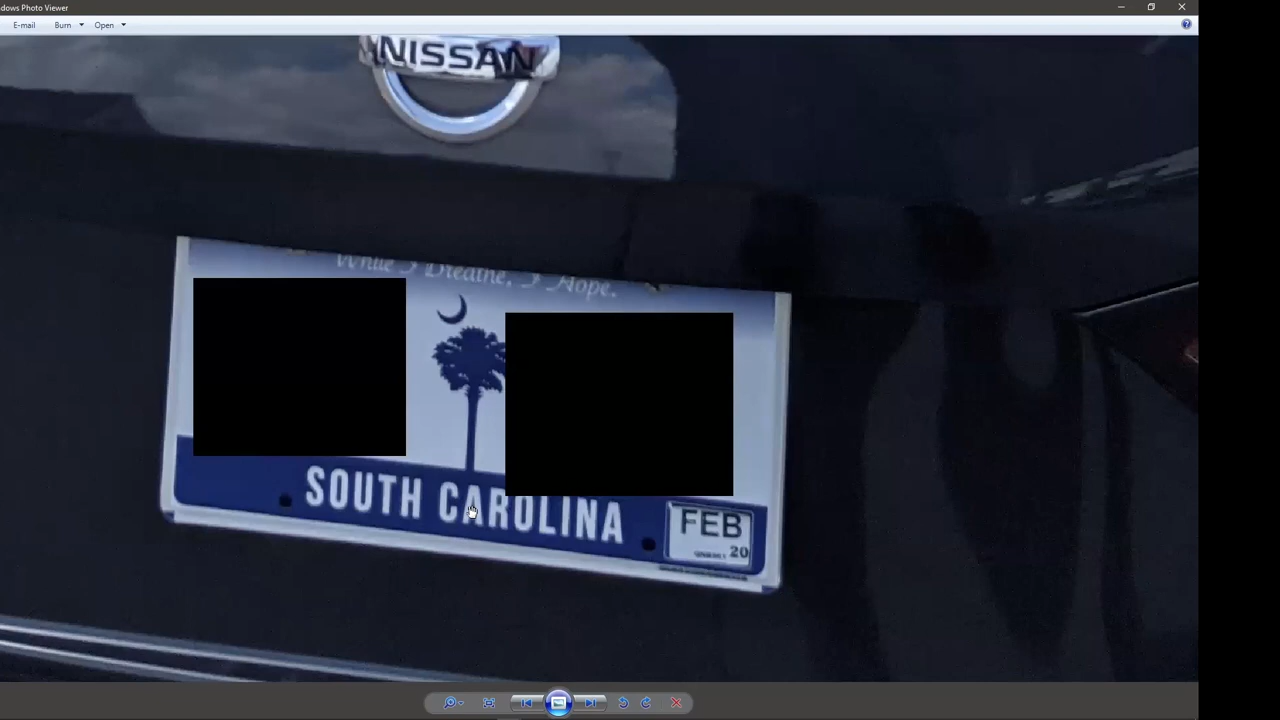 dows Photo Viewer
E-mail Burn Open
NISSAN
While I Breathe, I Hope.
SOUTH CAROLINA
FEB
20